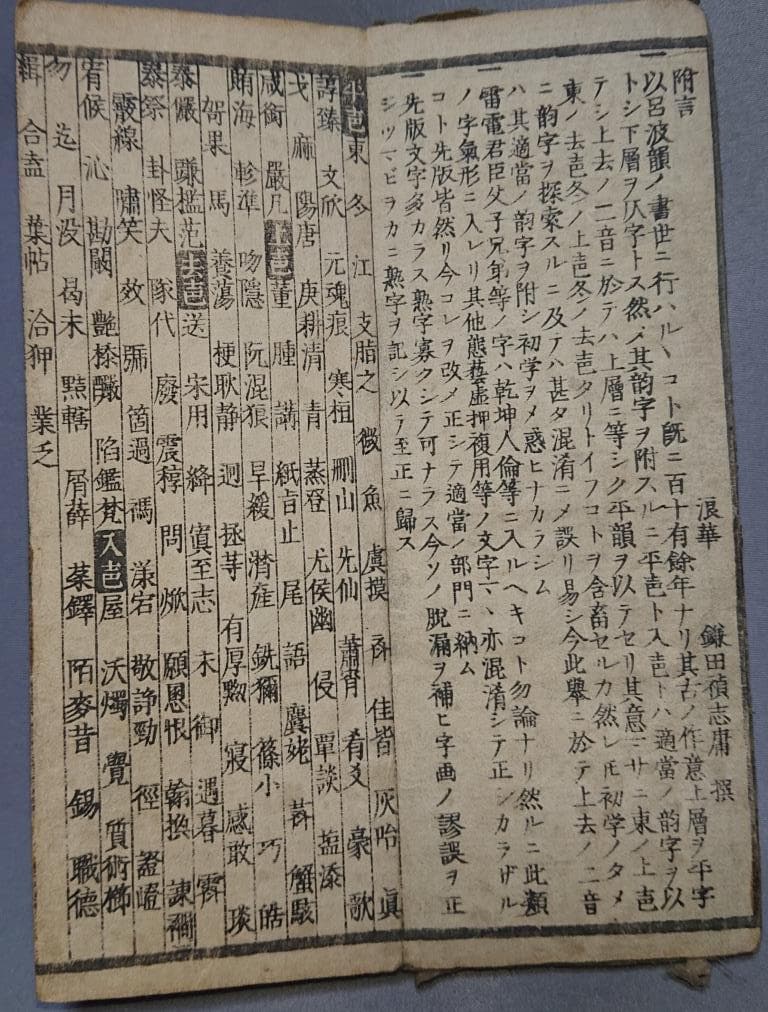 附言
浪華 鎌田禎志庸 撰
一以呂波韻ノ書世ニ行ハルヽコト既ニ百十有餘年ナリ其古ノ作意上層ヲ平字
トシ下層ヲ仄字トス然ノ其韵字ヲ附スルニ平声ト入声トハ適當ノ韵字ヲ以
テシ上去ノ二音ニ於テハ上層ニ等シク平韻ヲ以テセリ其意ニサニ東ノ上声
東ノ去声冬ノ上声冬ノ去声タリトイフコトヲ含畜セルカ然レ𪜈初学ノタメ
ニ韵字ヲ探索スルニ及テハ甚タ混淆ニメ誤リ易シ今此舉ニ於テ上去ノ二音
ハ其適當ノ韵字ヲ附シ初学ヲメ惑ヒナカラシム
一雷電君臣父子兄弟等ノ字ハ乾坤人倫等ニ入ルヘキコト勿論ナリ然ルニ此類
ノ字氣形ニ入レリ其他態藝虚押複用等ノ文字ニヽ亦混淆シテ正シカラザル
コト先版皆然リ今コレヲ改メ正シテ適當ノ部門ニ納ム
一先版文字多カラス熟字寡クシテ可ナラス今ソノ脱漏ヲ補ヒ字画ノ謬誤ヲ正
シツマビヲカニ熟字ヲ記シ以テ至正ニ歸ス
平声 東 冬 江 支脂之 微 魚 虞模 齊 佳皆 灰咍 眞
諄臻 文欣 元魂痕 寒桓 刪山 先仙 蕭宵 肴爻 豪 歌
戈 麻 陽唐 庚耕清 青 蒸登 尤侯幽 侵 覃談 塩添
咸銜 嚴凡 上声 董 腫 講 紙旨止 尾 語 麌姥 薺 蟹駭
賄海 軫準 吻隱 阮混狠 旱緩 潸産 銑獮 篠小 巧 皓
哿果 馬 養蕩 梗耿静 迥 拯等 有厚黝 寝 感敢 琰
忝儼 豏檻范 去声 送 宋用 絳 寘至志 未 御 遇暮 霽
泰祭 卦怪夬 隊代 廢 震稕 問 焮 願慁恨 翰換 諫襉
霰線 嘯笑 效 号 箇過 禡 漾宕 敬諍勁 徑 證嶝
宥候 沁 勘闞 艶㮇釅 陷鑑梵 入声 屋 沃燭 覺 質術櫛
勿 迄 月没 曷末 黠轄 屑薛 藥鐸 陌麥昔 錫 職德
緝 合盍 葉帖 洽狎 業乏